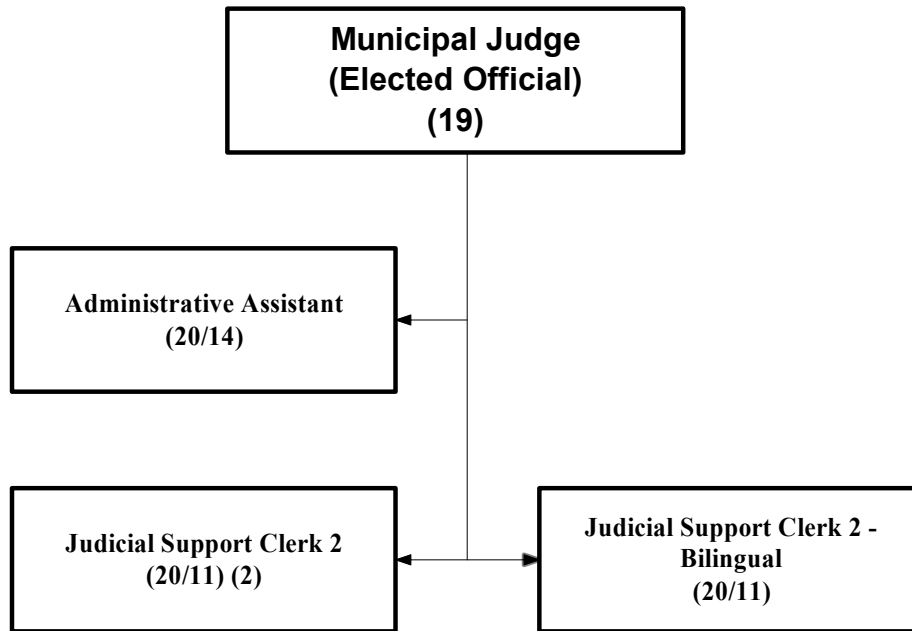 Municipal Judge
(Elected Official)
(19)
Administrative Assistant
(20/14)
Judicial Support Clerk 2
(20/11) (2)
Judicial Support Clerk 2 -
Bilingual
(20/11)